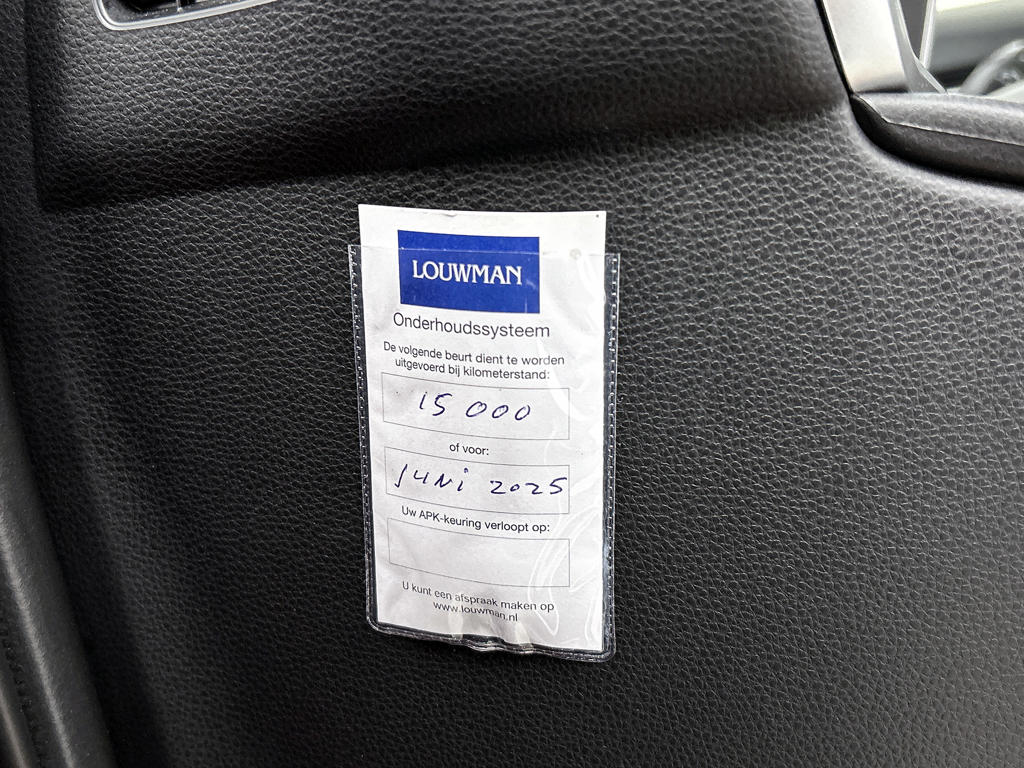 LOUWMAN
Onderhoudssysteem
De volgende beurt dient te worden
uitgevoerd bij kilometerstand:
15 000
of voor:
JUNI 2025
Uw APK-keuring verloopt op:
U kunt een afspraak maken op
www.louwman.nl